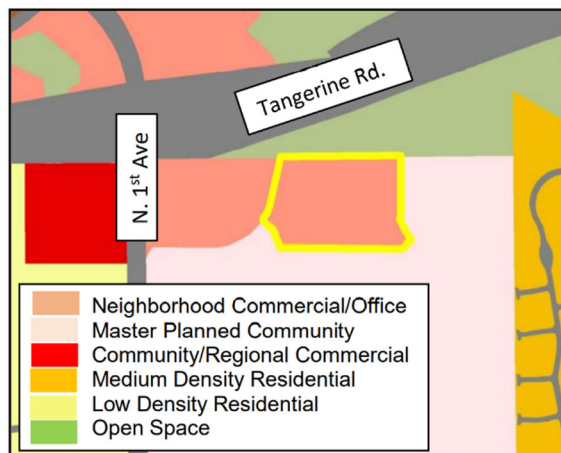 Tangerine Rd.
N. 1st Ave
Neighborhood Commercial/Office
Master Planned Community
Community/Regional Commercial
Medium Density Residential
Low Density Residential
Open Space